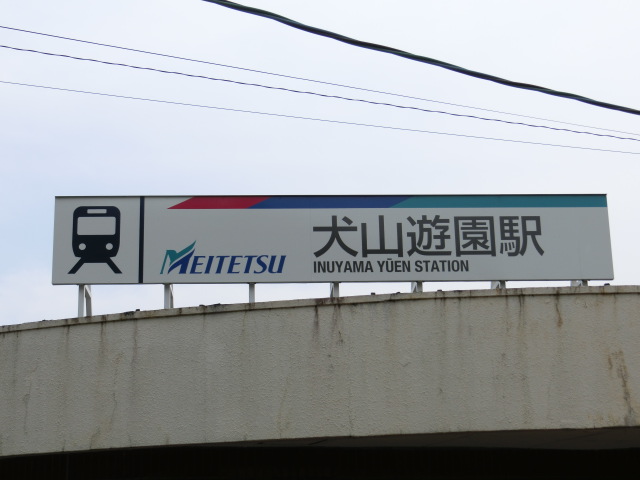 MEITETSU
犬山遊園駅
INUYAMA YŪEN STATION